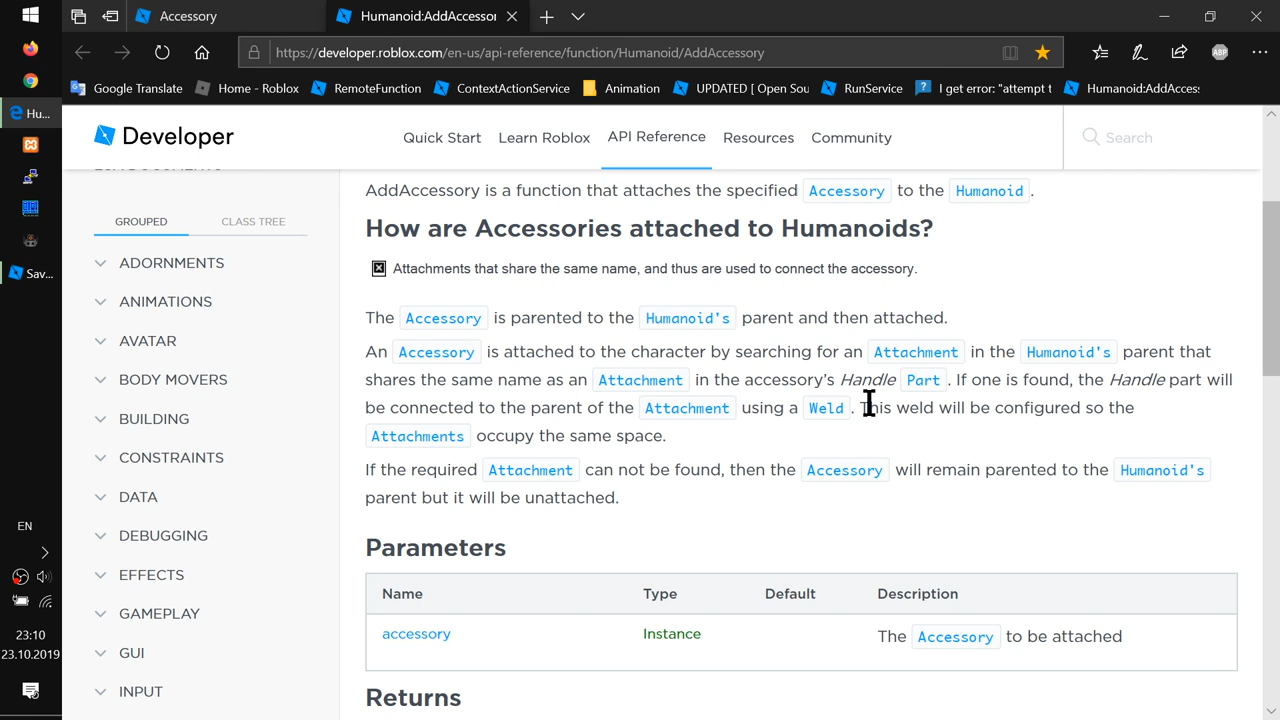 Accessory
Humanoid:AddAccessor
https://developer.roblox.com/en-us/api-reference/function/Humanoid/AddAccessory
ABP
Google Translate
Home - Roblox
RemoteFunction
ContextActionService
Animation
UPDATED [ Open Sou
RunService
I get error: "attempt t
Humanoid:AddAccess
Hu...
Sav...
EN
23:10
23.10.2019
Developer
Quick Start
Learn Roblox
API Reference
Resources
Community
Search
GROUPED
CLASS TREE
ADORNMENTS
ANIMATIONS
AVATAR
BODY MOVERS
BUILDING
CONSTRAINTS
DATA
DEBUGGING
EFFECTS
GAMEPLAY
GUI
INPUT
AddAccessory is a function that attaches the specified Accessory to the Humanoid.
How are Accessories attached to Humanoids?
Attachments that share the same name, and thus are used to connect the accessory.
The Accessory is parented to the Humanoid's parent and then attached.
An Accessory is attached to the character by searching for an Attachment in the Humanoid's parent that
shares the same name as an Attachment in the accessory's Handle Part. If one is found, the Handle part will
be connected to the parent of the Attachment using a Weld. This weld will be configured so the
Attachments occupy the same space.
If the required Attachment can not be found, then the Accessory will remain parented to the Humanoid's
parent but it will be unattached.
Parameters
Name Type Default Description
accessory Instance The Accessory to be attached
Returns